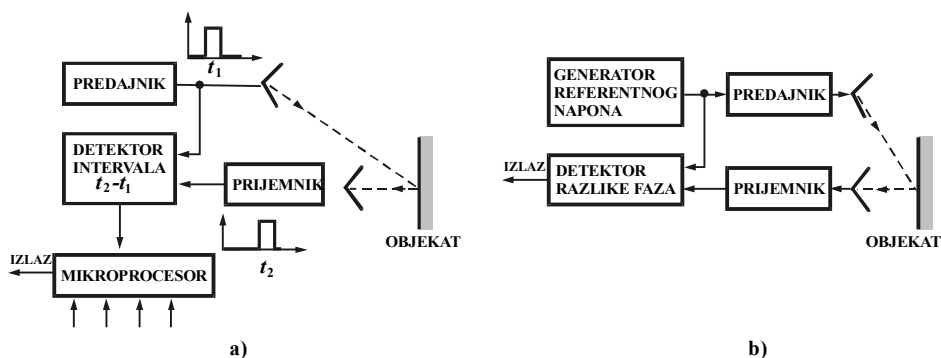 t1
PREDAJNIK
DETEKTOR
INTERVALA
t2-t1
PRIJEMNIK
OBJEKAT
t2
IZLAZ
MIKROPROCESOR
a)
GENERATOR
REFERENTNOG
NAPONA
PREDAJNIK
IZLAZ
DETEKTOR
RAZLIKE FAZA
PRIJEMNIK
OBJEKAT
b)